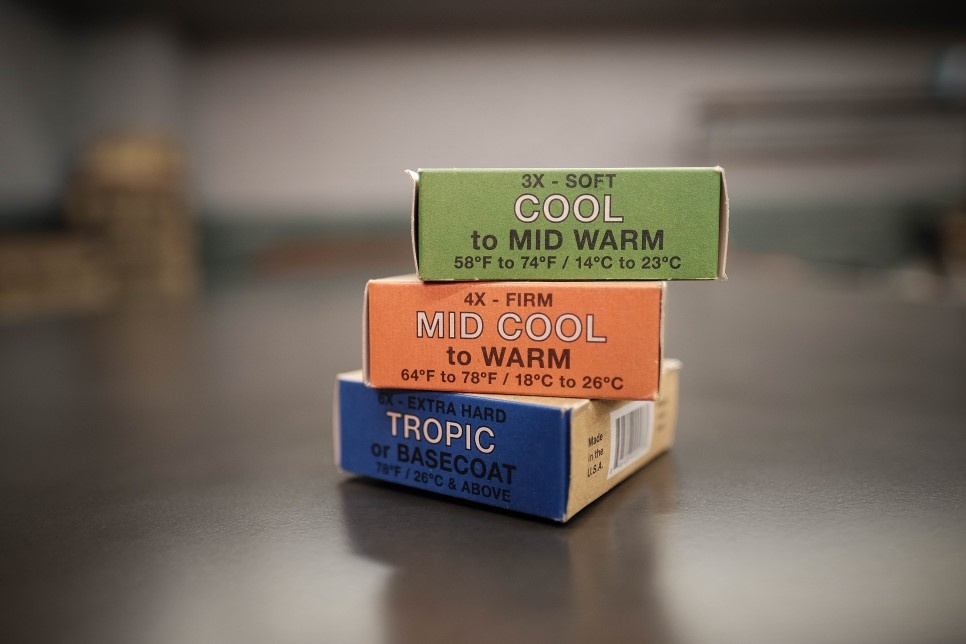 3X - SOFT
COOL
to MID WARM
58°F to 74°F / 14°C to 23°C
4X - FIRM
MID COOL
to WARM
64°F to 78°F / 18°C to 26°C
6X - EXTRA HARD
TROPIC
or BASECOAT
78°F / 26°C & ABOVE
Made
in the
U.S.A.